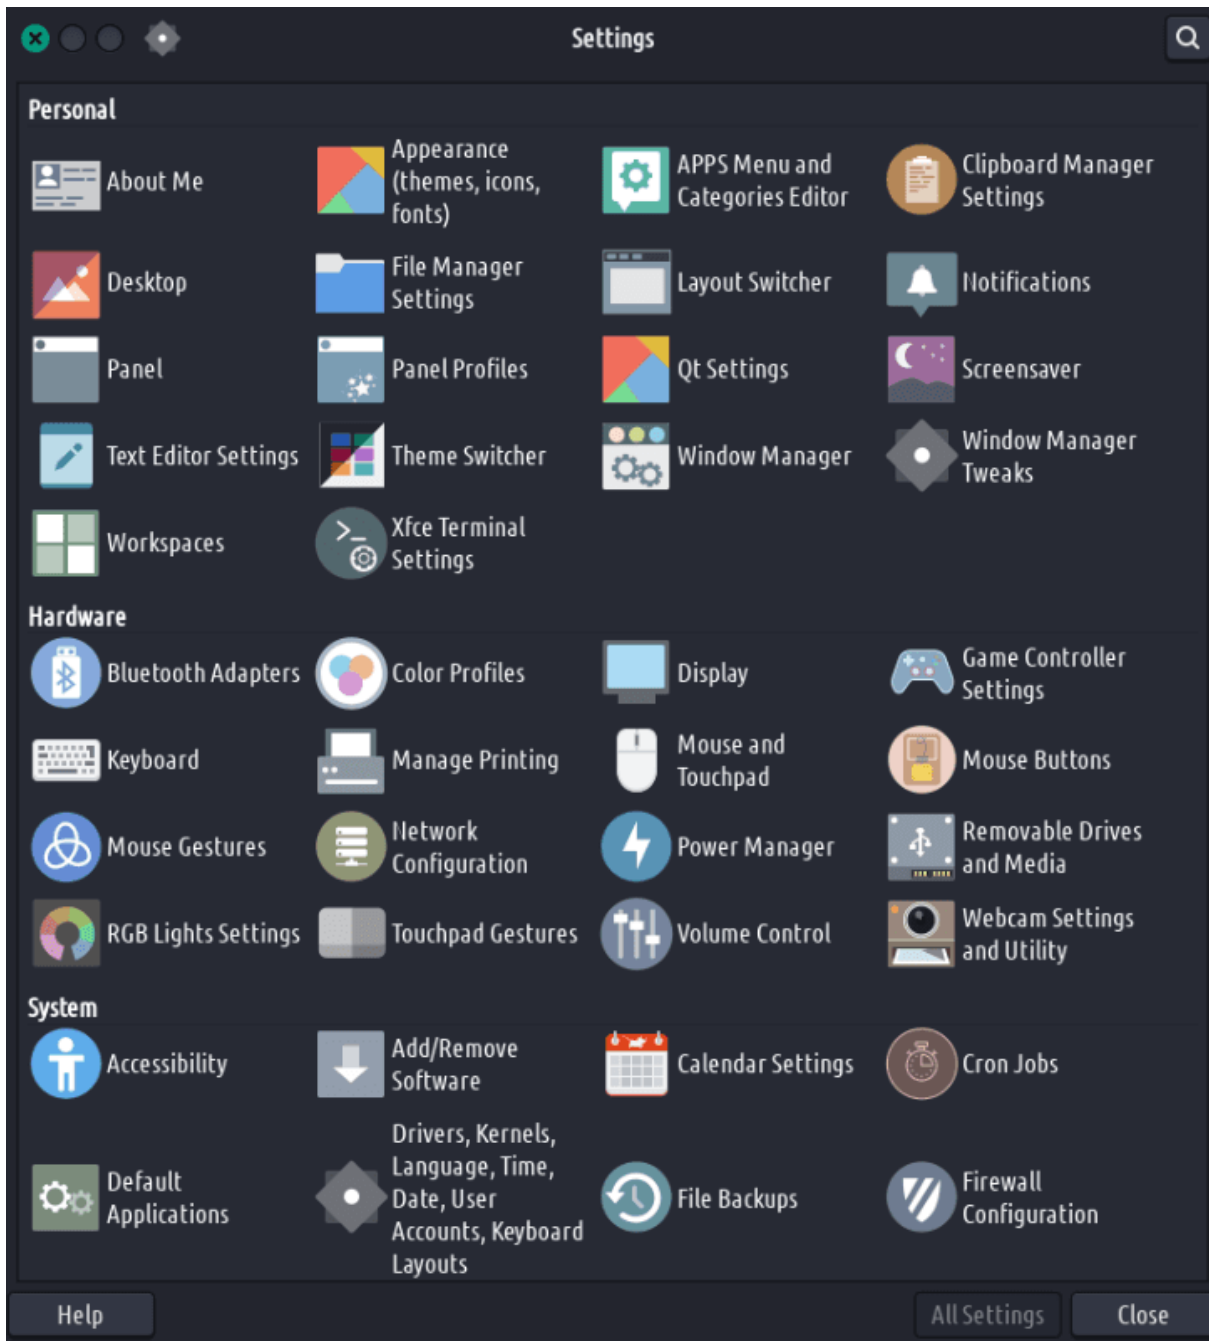 Settings
Personal
About Me
Appearance
(themes, icons,
fonts)
APPS Menu and
Categories Editor
Clipboard Manager
Settings
Desktop
File Manager
Settings
Layout Switcher
Notifications
Panel
Panel Profiles
Qt Settings
Screensaver
Text Editor Settings
Theme Switcher
Window Manager
Window Manager
Tweaks
Workspaces
Xfce Terminal
Settings
Hardware
Bluetooth Adapters
Color Profiles
Display
Game Controller
Settings
Keyboard
Manage Printing
Mouse and
Touchpad
Mouse Buttons
Mouse Gestures
Network
Configuration
Power Manager
Removable Drives
and Media
RGB Lights Settings
Touchpad Gestures
Volume Control
Webcam Settings
and Utility
System
Accessibility
Add/Remove
Software
Calendar Settings
Cron Jobs
Default
Applications
Drivers, Kernels,
Language, Time,
Date, User
Accounts, Keyboard
Layouts
File Backups
Firewall
Configuration
Help
All Settings
Close